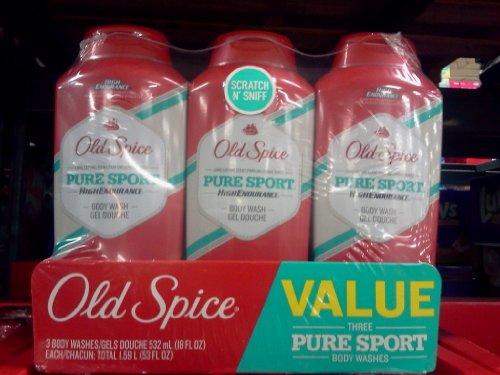 HIGH
ENDURANCE
Old Spice
PURE SPORT
HIGH ENDURANCE
BODY WASH
GEL DOUCHE
SCRATCH
N' SNIFF
Old Spice
PURE SPORT
HIGH ENDURANCE
BODY WASH
GEL DOUCHE
HIGH
ENDURANCE
Old Spice
PURE SPORT
HIGH ENDURANCE
BODY WASH
GEL DOUCHE
Old Spice
3 BODY WASHES/GELS DOUCHE 532 mL (18 FL OZ)
EACH/CHACUN: TOTAL 1.59 L (53 FL OZ)
VALUE
THREE
PURE SPORT
BODY WASHES